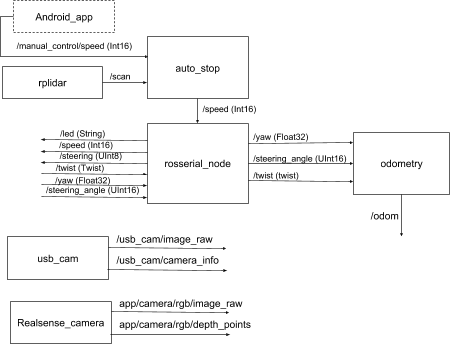 Android_app
/manual_control/speed (Int16)
auto_stop
rplidar
/scan
/speed (Int16)
/led (String)
/speed (Int16)
/steering (UInt8)
/twist (Twist)
/yaw (Float32)
/steering_angle (UInt16)
rosserial_node
/yaw (Float32)
/steering_angle (UInt16)
/twist (twist)
odometry
/odom
usb_cam
/usb_cam/image_raw
/usb_cam/camera_info
Realsense_camera
app/camera/rgb/image_raw
app/camera/rgb/depth_points